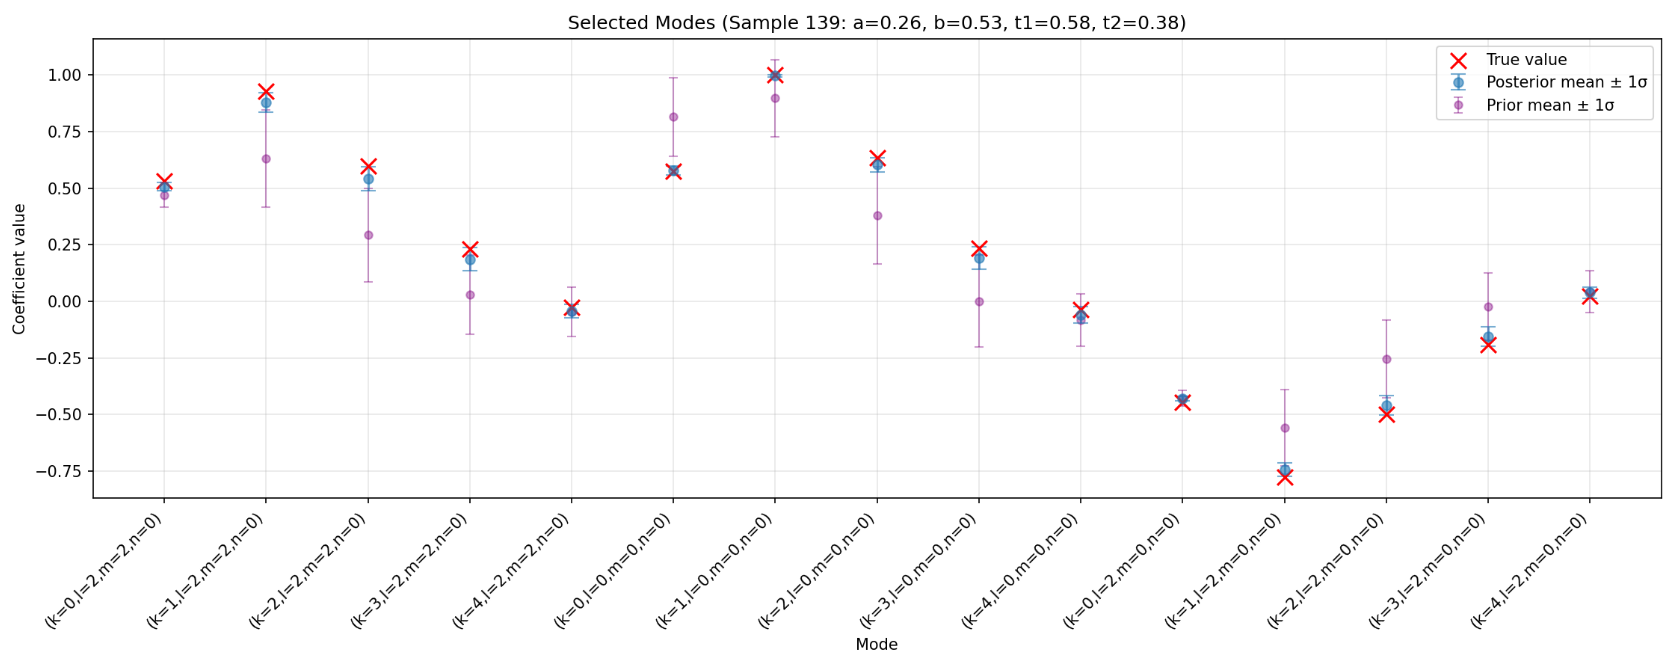 Selected Modes (Sample 139: a=0.26, b=0.53, t1=0.58, t2=0.38)
True value
Posterior mean ± 1σ
Prior mean ± 1σ
Coefficient value
1.00
0.75
0.50
0.25
0.00
−0.25
−0.50
−0.75
(k=0,l=2,m=2,n=0)
(k=1,l=2,m=2,n=0)
(k=2,l=2,m=2,n=0)
(k=3,l=2,m=2,n=0)
(k=4,l=2,m=2,n=0)
(k=0,l=0,m=0,n=0)
(k=1,l=0,m=0,n=0)
(k=2,l=0,m=0,n=0)
(k=3,l=0,m=0,n=0)
(k=4,l=0,m=0,n=0)
(k=0,l=2,m=0,n=0)
(k=1,l=2,m=0,n=0)
(k=2,l=2,m=0,n=0)
(k=3,l=2,m=0,n=0)
(k=4,l=2,m=0,n=0)
Mode